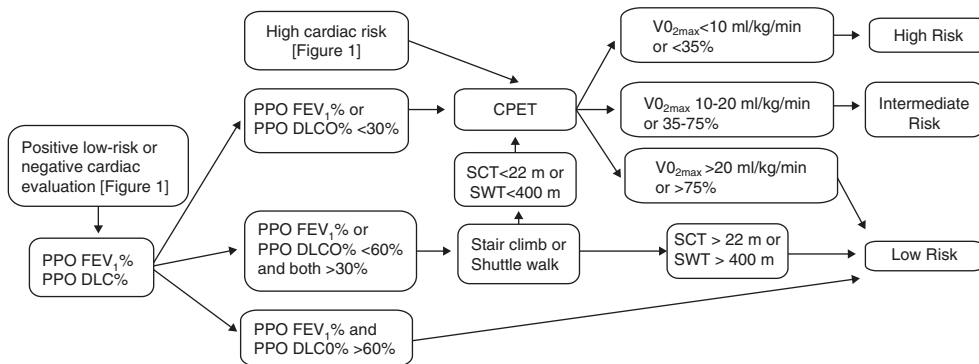 High cardiac risk
[Figure 1]
V0₂max<10 ml/kg/min
or <35%
High Risk
PPO FEV₁% or
PPO DLCO% <30%
CPET
V0₂max 10-20 ml/kg/min
or 35-75%
Intermediate
Risk
Positive low-risk or
negative cardiac
evaluation [Figure 1]
SCT<22 m or
SWT<400 m
V0₂max >20 ml/kg/min
or >75%
PPO FEV₁%
PPO DLC%
PPO FEV₁% or
PPO DLCO% <60%
and both >30%
Stair climb or
Shuttle walk
SCT > 22 m or
SWT > 400 m
Low Risk
PPO FEV₁% and
PPO DLC0% >60%